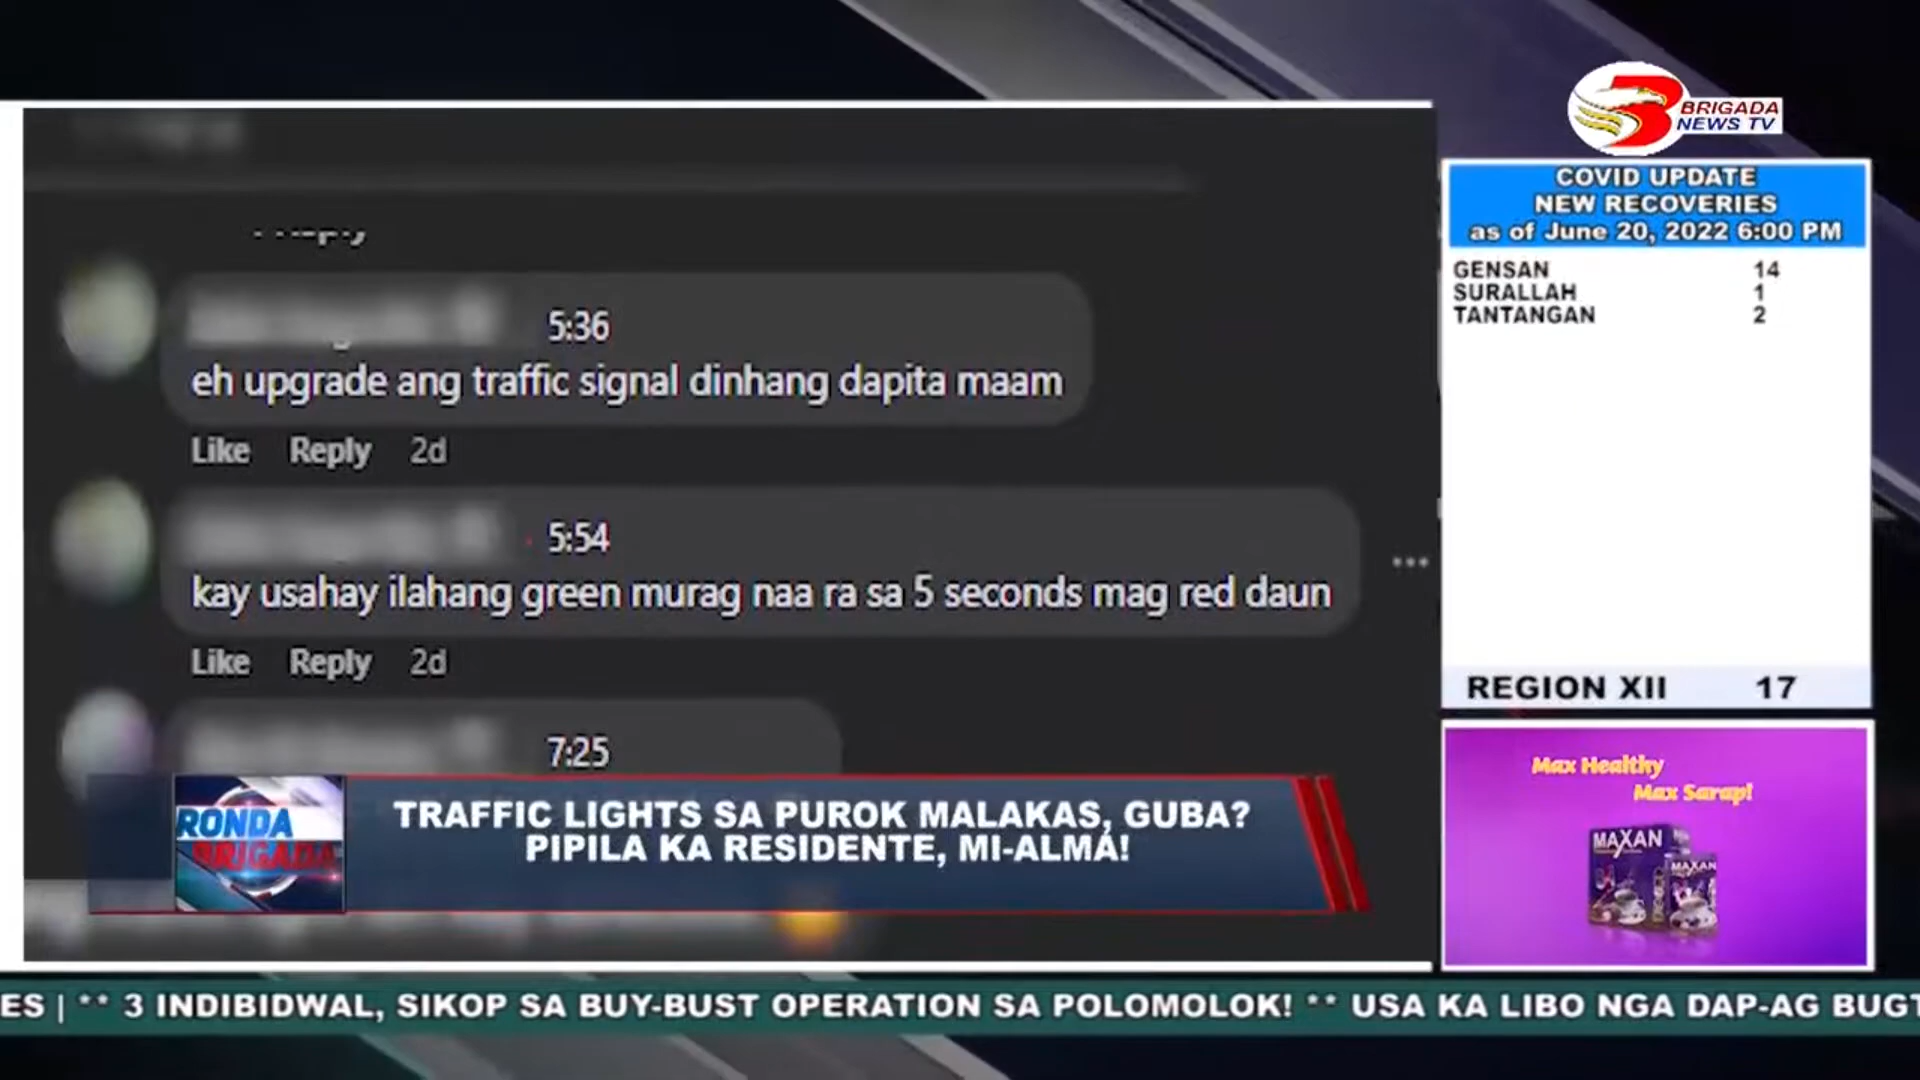 BRIGADA
NEWS TV
COVID UPDATE
NEW RECOVERIES
as of June 20, 2022 6:00 PM
GENSAN 14
SURALLAH 1
TANTANGAN 2
REGION XII 17
5:36
eh upgrade ang traffic signal dinhang dapita maam
Like Reply 2d
5:54
kay usahay ilahang green murag naa ra sa 5 seconds mag red daun
Like Reply 2d
7:25
RONDA
BRIGADA
TRAFFIC LIGHTS SA PUROK MALAKAS, GUBA?
PIPILA KA RESIDENTE, MI-ALMA!
Max Healthy
Max Sarap!
MAXAN
MAXAN
ES | ** 3 INDIBIDWAL, SIKOP SA BUY-BUST OPERATION SA POLOMOLOK! ** USA KA LIBO NGA DAP-AG BUGT